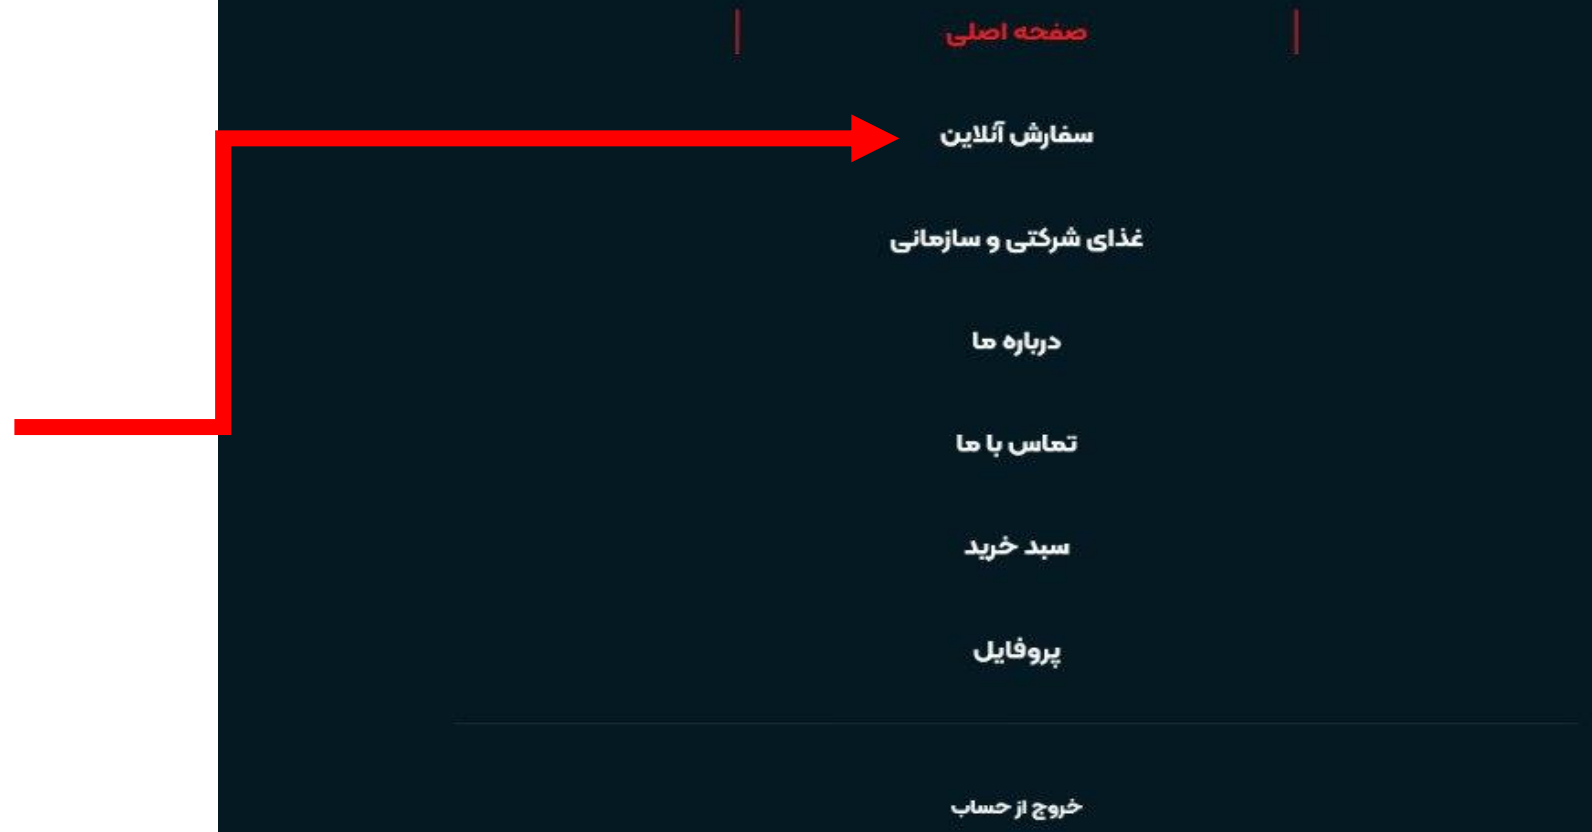 صفحه اصلی
سفارش آنلاین
غذای شرکتی و سازمانی
درباره ما
تماس با ما
سبد خرید
پروفایل
خروج از حساب